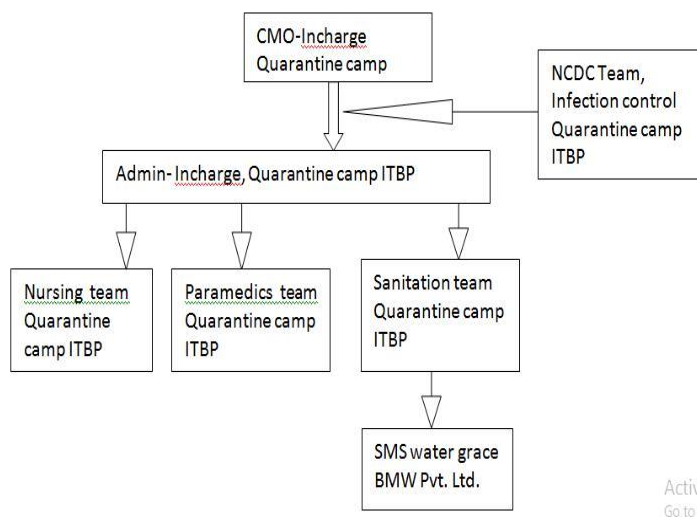 CMO-Incharge
Quarantine camp
NCDC Team,
Infection control
Quarantine camp
ITBP
Admin- Incharge, Quarantine camp ITBP
Nursing team
Quarantine
camp ITBP
Paramedics team
Quarantine camp
ITBP
Sanitation team
Quarantine camp
ITBP
SMS water grace
BMW Pvt. Ltd.
Go to